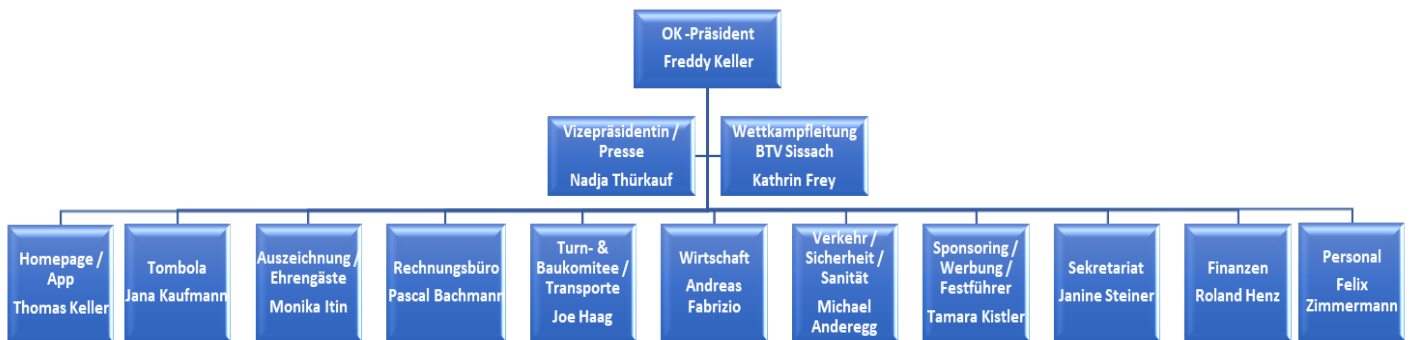 OK -Präsident
Freddy Keller
Vizepräsidentin /
Presse
Nadja Thürkauf
Wettkampfleitung
BTV Sissach
Kathrin Frey
Homepage /
App
Thomas Keller
Tombola
Jana Kaufmann
Auszeichnung /
Ehrengäste
Monika Itin
Rechnungsbüro
Pascal Bachmann
Turn- &
Baukomitee /
Transporte
Joe Haag
Wirtschaft
Andreas
Fabrizio
Verkehr /
Sicherheit /
Sanität
Michael
Anderegg
Sponsoring /
Werbung /
Festführer
Tamara Kistler
Sekretariat
Janine Steiner
Finanzen
Roland Henz
Personal
Felix
Zimmermann